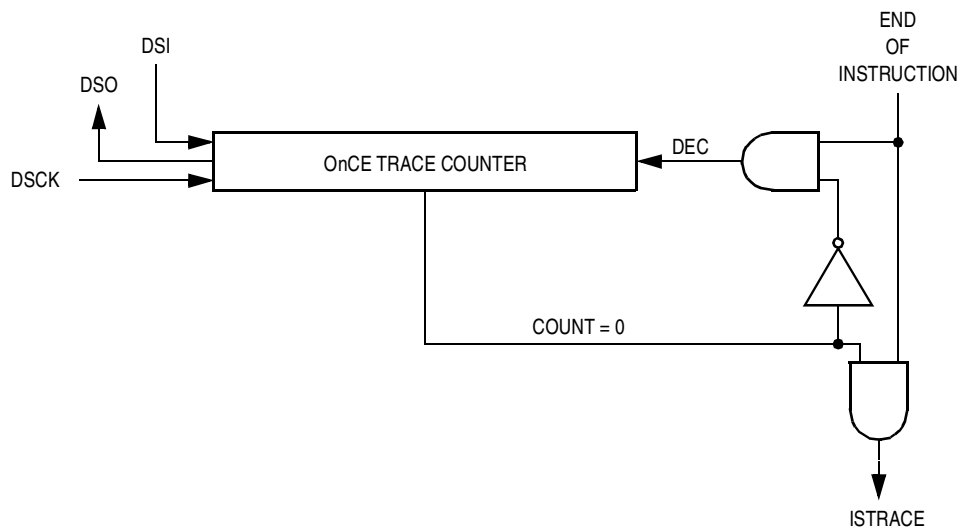 END
OF
INSTRUCTION
DSI
DSO
DEC
OnCE TRACE COUNTER
DSCK
COUNT = 0
ISTRACE